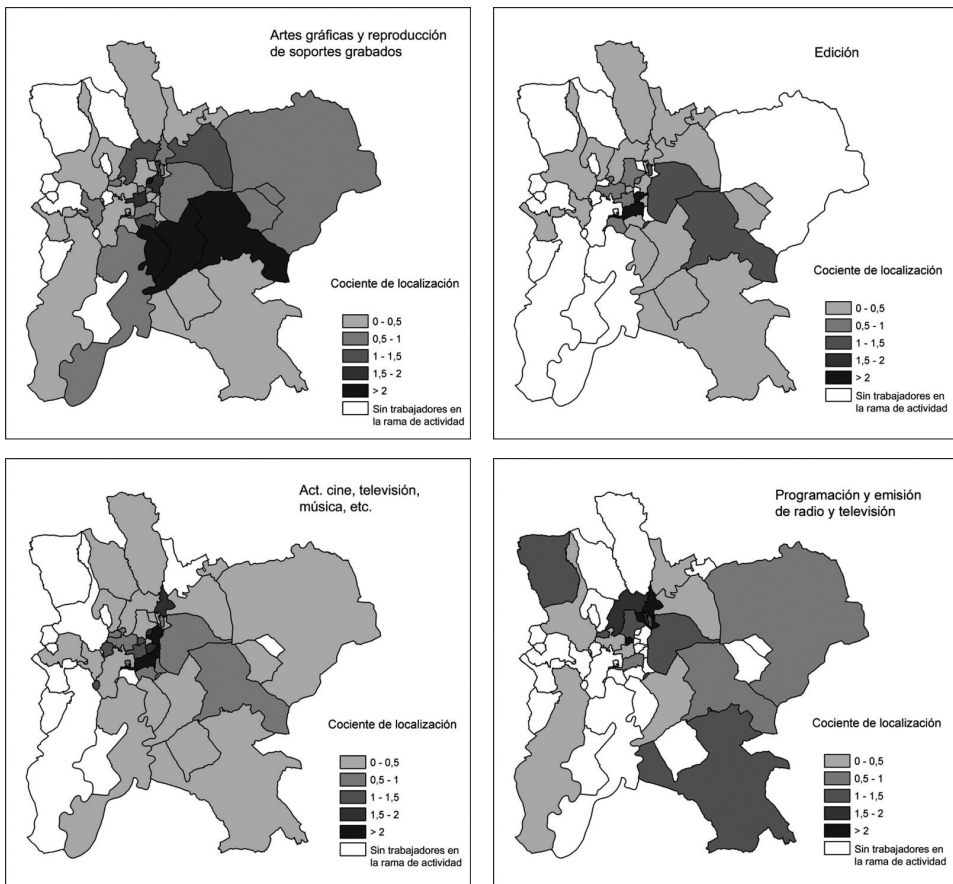 Artes gráficas y reproducción
de soportes grabados
Cociente de localización
0 - 0,5
0,5 - 1
1 - 1,5
1,5 - 2
> 2
Sin trabajadores en
la rama de actividad
Edición
Cociente de localización
0 - 0,5
0,5 - 1
1 - 1,5
1,5 - 2
> 2
Sin trabajadores en
la rama de actividad
Act. cine, televisión,
música, etc.
Cociente de localización
0 - 0,5
0,5 - 1
1 - 1,5
1,5 - 2
> 2
Sin trabajadores en
la rama de actividad
Programación y emisión
de radio y televisión
Cociente de localización
0 - 0,5
0,5 - 1
1 - 1,5
1,5 - 2
> 2
Sin trabajadores en
la rama de actividad